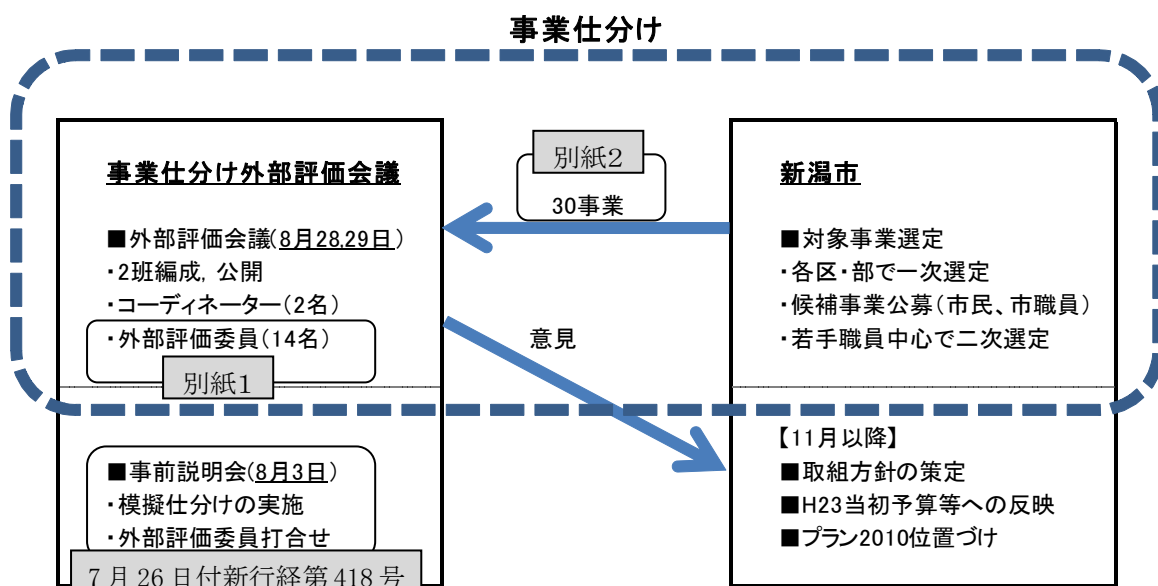 事業仕分け
事業仕分け外部評価会議
■外部評価会議(8月28,29日)
・2班編成, 公開
・コーディネーター(2名)
・外部評価委員(14名)
別紙1
■事前説明会(8月3日)
・模擬仕分けの実施
・外部評価委員打合せ
7月26日付新行経第418号
別紙2
30事業
意見
新潟市
■対象事業選定
・各区・部で一次選定
・候補事業公募(市民、市職員)
・若手職員中心で二次選定
【11月以降】
■取組方針の策定
■H23当初予算等への反映
■プラン2010位置づけ